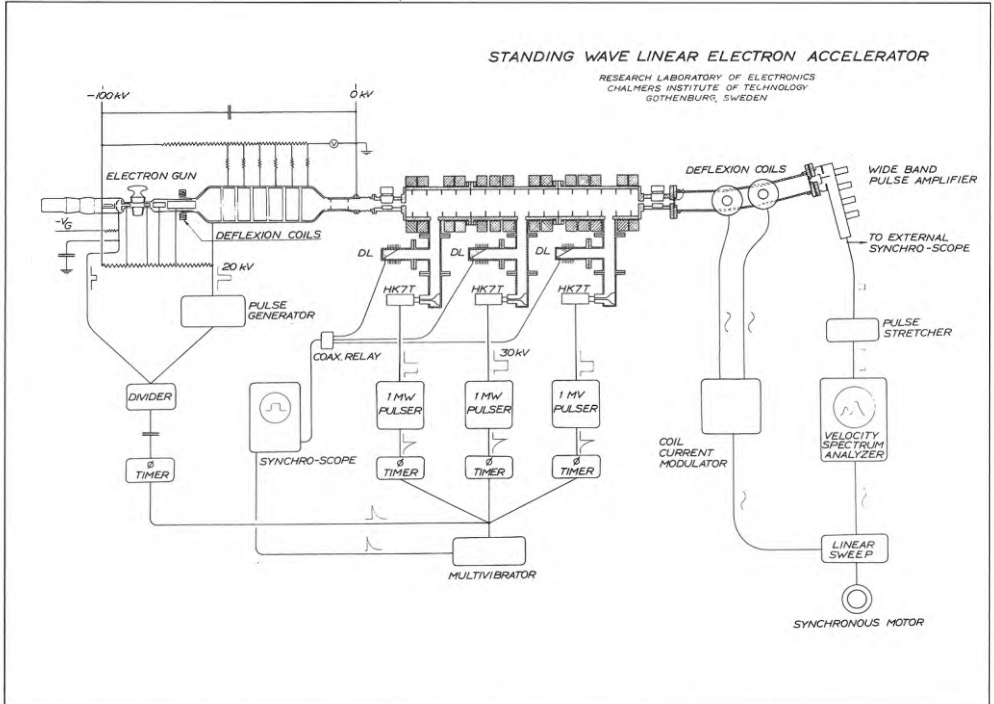 STANDING WAVE LINEAR ELECTRON ACCELERATOR
RESEARCH LABORATORY OF ELECTRONICS
CHALMERS INSTITUTE OF TECHNOLOGY
GOTHENBURG, SWEDEN
-100kV
0kV
V
ELECTRON GUN
-VG
DEFLEXION COILS
20kV
PULSE
GENERATOR
DIVIDER
Ø
TIMER
DL
DL
DL
HK7T
HK7T
HK7T
COAX. RELAY
30kV
SYNCHRO-SCOPE
1 MW
PULSER
1 MW
PULSER
1 MV
PULSER
Ø
TIMER
Ø
TIMER
Ø
TIMER
MULTIVIBRATOR
DEFLEXION COILS
WIDE BAND
PULSE AMPLIFIER
TO EXTERNAL
SYNCHRO-SCOPE
PULSE
STRETCHER
COIL
CURRENT
MODULATOR
VELOCITY
SPECTRUM
ANALYZER
LINEAR
SWEEP
SYNCHRONOUS MOTOR